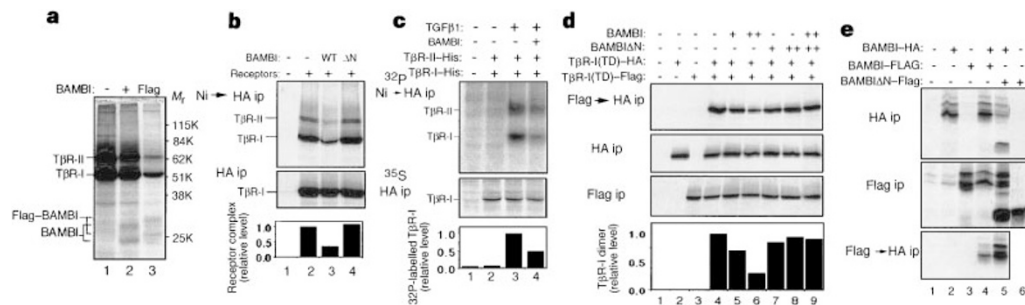 a
BAMBI: - + Flag
Mr
115K
84K
TβR-II 62K
TβR-I 51K
38K
Flag–BAMBI
BAMBI
25K
1 2 3
b
BAMBI: - - WT ΔN
Receptors: - + + +
Ni HA ip
TβR-II
TβR-I
HA ip
TβR-I
Receptor complex
(relative level)
1.0
0.5
0.0
1 2 3 4
c
TGFβ1: - - + +
BAMBI: - - - +
TβR-II–His: - + + +
TβR-I–His: - + + +
32P
Ni HA ip
TβR-II
TβR-I
35S
HA ip
TβR-I
32P-labelled TβR-I
(relative level)
1.0
0.5
0.0
1 2 3 4
d
BAMBI: - - - - + ++ - - ++
BAMBIΔN: - - - - - - + ++ ++
TβR-I(TD)–HA: - + - + + + + + +
TβR-I(TD)–Flag: - - + + + + + + +
Flag HA ip
HA ip
Flag ip
TβR-I dimer
(relative level)
1.0
0.5
0.0
1 2 3 4 5 6 7 8 9
e
BAMBI–HA: - + - + + -
BAMBI–FLAG: - - + + - -
BAMBIΔN–Flag: - - - - + +
HA ip
Flag ip
Flag HA ip
1 2 3 4 5 6